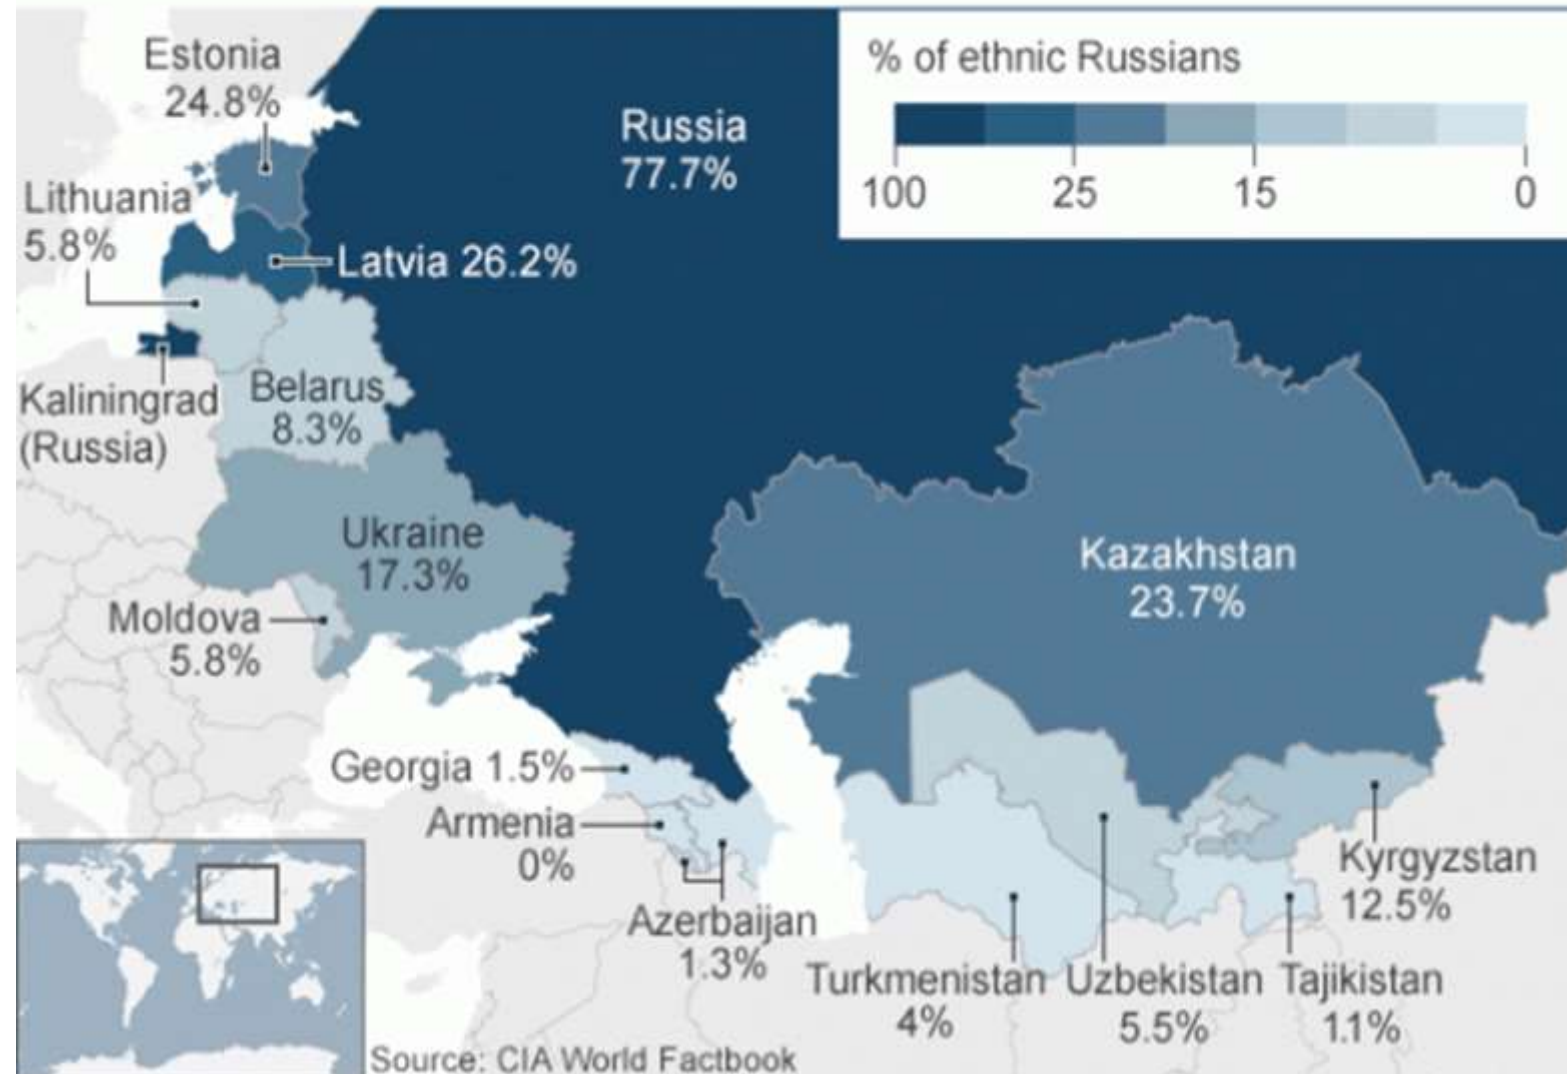 Estonia
24.8%
% of ethnic Russians
100 25 15 0
Russia
77.7%
Lithuania
5.8%
Latvia 26.2%
Kaliningrad
(Russia)
Belarus
8.3%
Ukraine
17.3%
Kazakhstan
23.7%
Moldova
5.8%
Georgia 1.5%
Armenia
0%
Azerbaijan
1.3%
Kyrgyzstan
12.5%
Turkmenistan
4%
Uzbekistan
5.5%
Tajikistan
1.1%
Source: CIA World Factbook